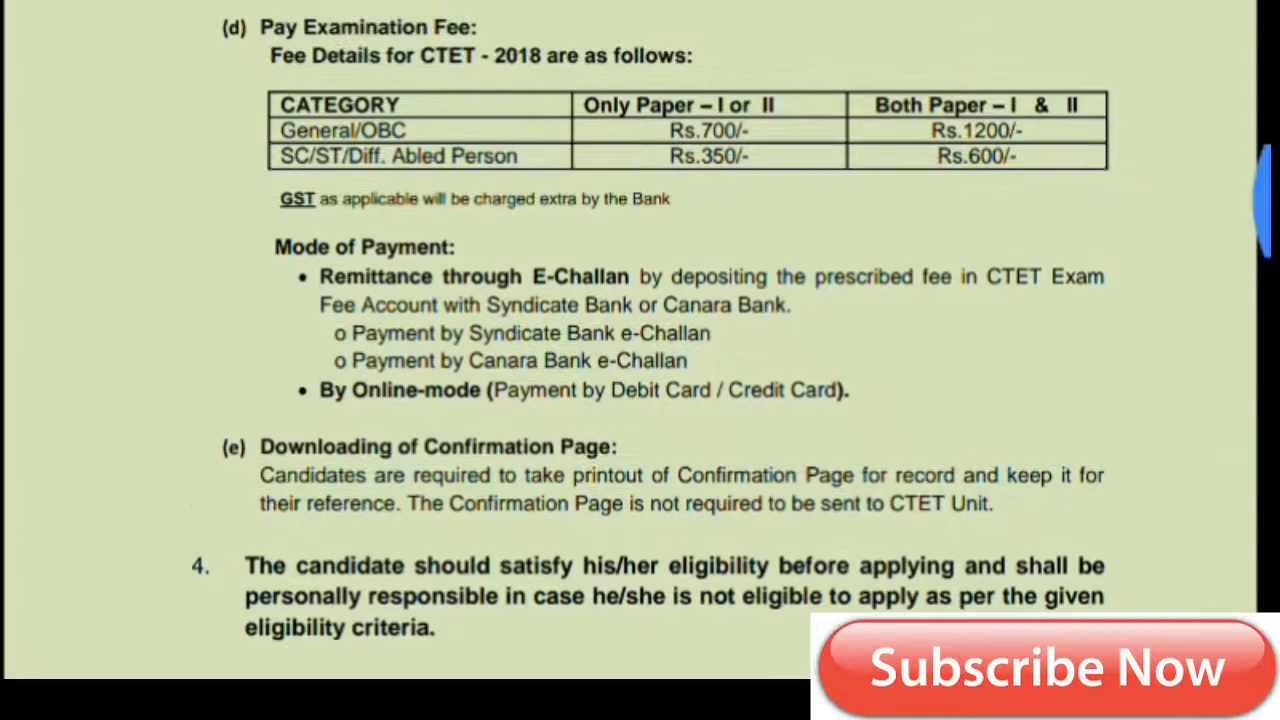 (d) Pay Examination Fee:
Fee Details for CTET - 2018 are as follows:
CATEGORY Only Paper – I or II Both Paper – I & II
General/OBC Rs.700/- Rs.1200/-
SC/ST/Diff. Abled Person Rs.350/- Rs.600/-
GST as applicable will be charged extra by the Bank
Mode of Payment:
• Remittance through E-Challan by depositing the prescribed fee in CTET Exam
Fee Account with Syndicate Bank or Canara Bank.
o Payment by Syndicate Bank e-Challan
o Payment by Canara Bank e-Challan
• By Online-mode (Payment by Debit Card / Credit Card).
(e) Downloading of Confirmation Page:
Candidates are required to take printout of Confirmation Page for record and keep it for
their reference. The Confirmation Page is not required to be sent to CTET Unit.
4. The candidate should satisfy his/her eligibility before applying and shall be
personally responsible in case he/she is not eligible to apply as per the given
eligibility criteria.
Subscribe Now